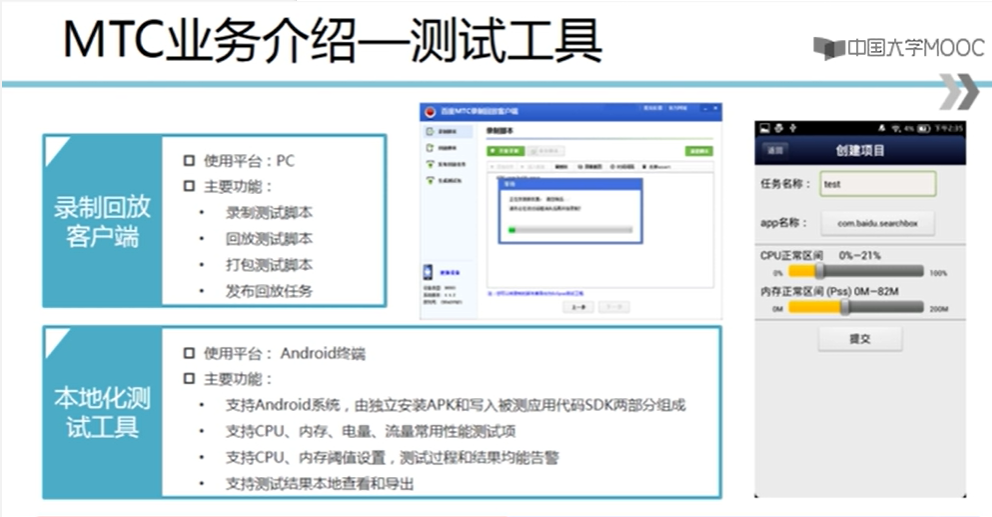 MTC业务介绍—测试工具
中国大学MOOC
录制回放
客户端
使用平台：PC
主要功能：
• 录制测试脚本
• 回放测试脚本
• 打包测试脚本
• 发布回放任务
百度MTC录制回放客户端
录制脚本
下午2:35
返回
创建项目
任务名称：
test
app名称：
com.baidu.searchbox
CPU正常区间 0%—21%
0%
100%
内存正常区间 (Pss) 0M—82M
0M
200M
提交
本地化测
试工具
使用平台： Android终端
主要功能：
• 支持Android系统，由独立安装APK和写入被测应用代码SDK两部分组成
• 支持CPU、内存、电量、流量常用性能测试项
• 支持CPU、内存阈值设置，测试过程和结果均能告警
• 支持测试结果本地查看和导出